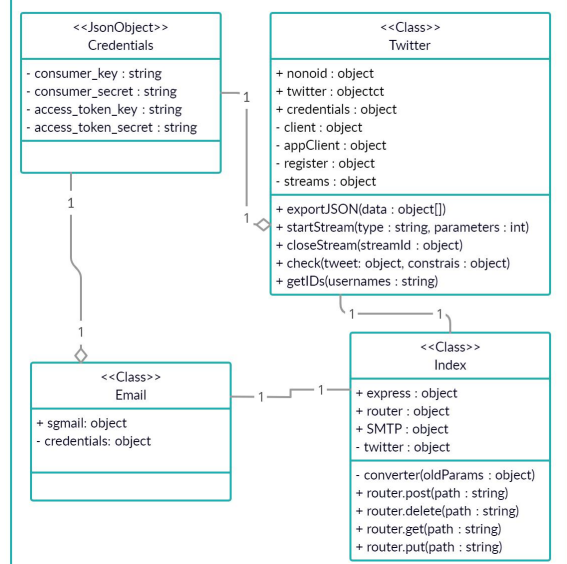 <<JsonObject>>
Credentials
- consumer_key : string
- consumer_secret : string
- access_token_key : string
- access_token_secret : string
<<Class>>
Twitter
+ nonoid : object
+ twitter : objectct
+ credentials : object
- client : object
- appClient : object
- register : object
- streams : object
+ exportJSON(data : object[])
+ startStream(type : string, parameters : int)
+ closeStream(streamId : object)
+ check(tweet: object, constrais : object)
+ getIDs(usernames : string)
1
1
1
1
1
1
<<Class>>
Email
+ sgmail: object
- credentials: object
1
1
<<Class>>
Index
+ express : object
+ router : object
+ SMTP : object
- twitter : object
- converter(oldParams : object)
+ router.post(path : string)
+ router.delete(path : string)
+ router.get(path : string)
+ router.put(path : string)